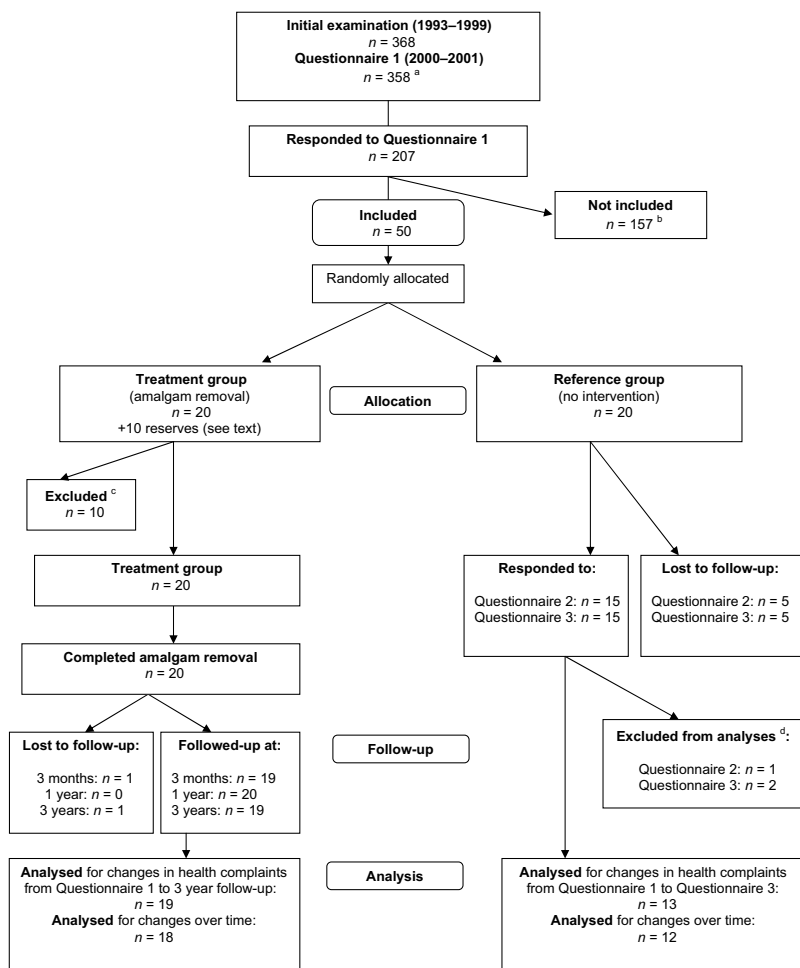 Initial examination (1993–1999)
n = 368
Questionnaire 1 (2000–2001)
n = 358 a
Responded to Questionnaire 1
n = 207
Not included
n = 157 b
Included
n = 50
Randomly allocated
Treatment group
(amalgam removal)
n = 20
+10 reserves (see text)
Allocation
Reference group
(no intervention)
n = 20
Excluded c
n = 10
Treatment group
n = 20
Responded to:
Questionnaire 2: n = 15
Questionnaire 3: n = 15
Lost to follow-up:
Questionnaire 2: n = 5
Questionnaire 3: n = 5
Completed amalgam removal
n = 20
Lost to follow-up:
3 months: n = 1
1 year: n = 0
3 years: n = 1
Followed-up at:
3 months: n = 19
1 year: n = 20
3 years: n = 19
Follow-up
Excluded from analyses d:
Questionnaire 2: n = 1
Questionnaire 3: n = 2
Analysed for changes in health complaints
from Questionnaire 1 to 3 year follow-up:
n = 19
Analysed for changes over time:
n = 18
Analysis
Analysed for changes in health complaints
from Questionnaire 1 to Questionnaire 3:
n = 13
Analysed for changes over time:
n = 12